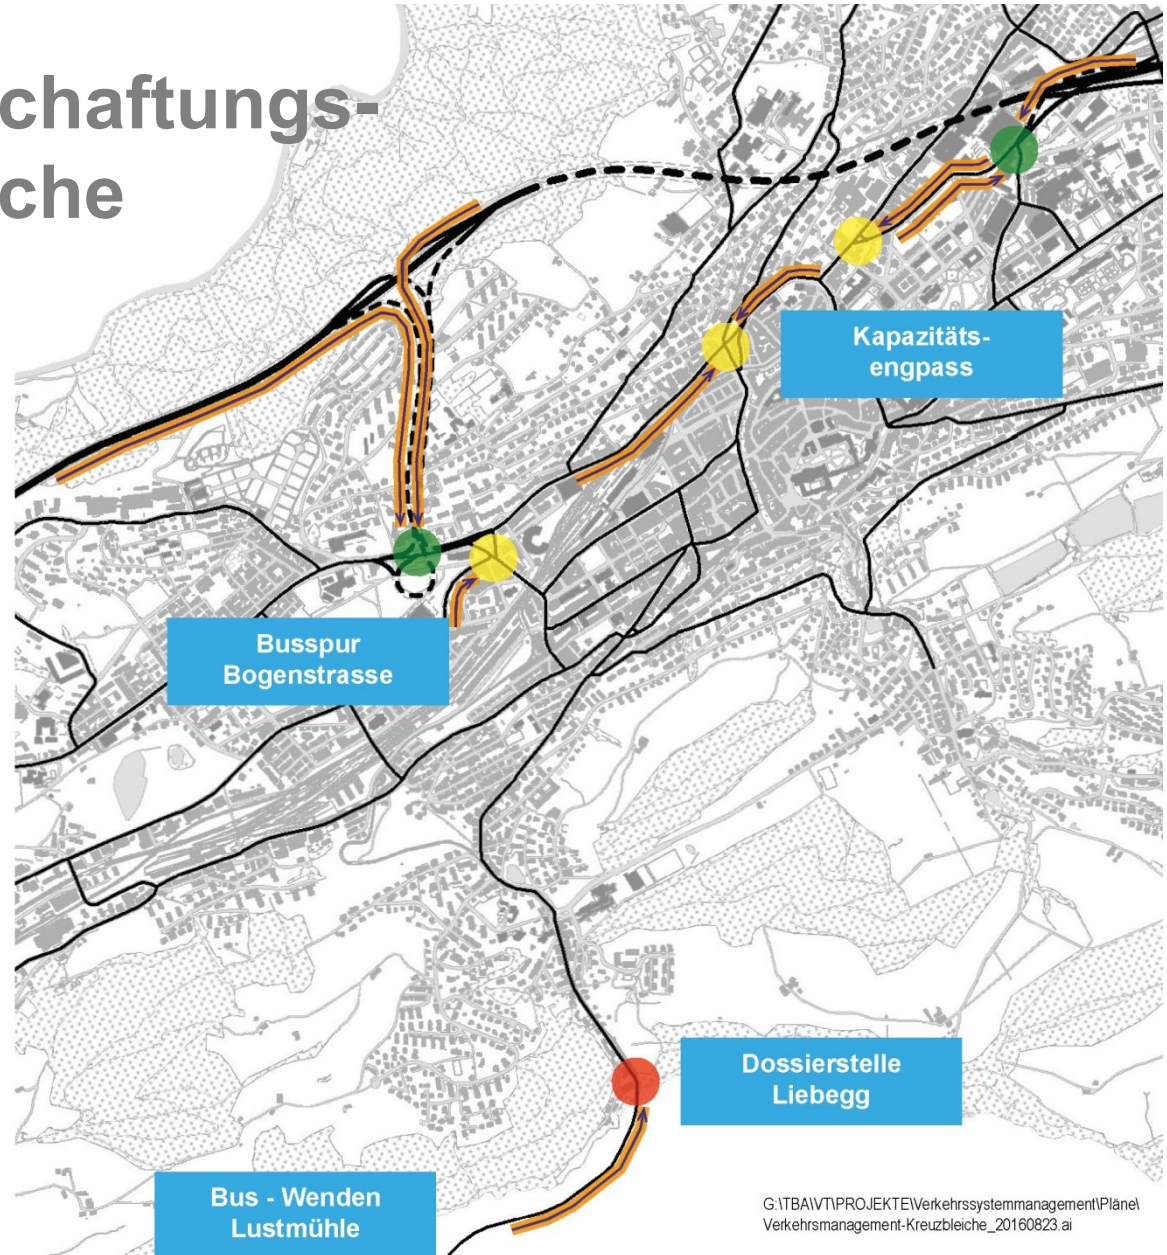 chaftungs-
che
Kapazitäts-
engpass
Busspur
Bogenstrasse
Dossierstelle
Liebegg
Bus - Wenden
Lustmühle
G:\TBA\VT\PROJEKTE\Verkehrssystemmanagement\Pläne\
Verkehrsmanagement-Kreuzbleiche_20160823.ai